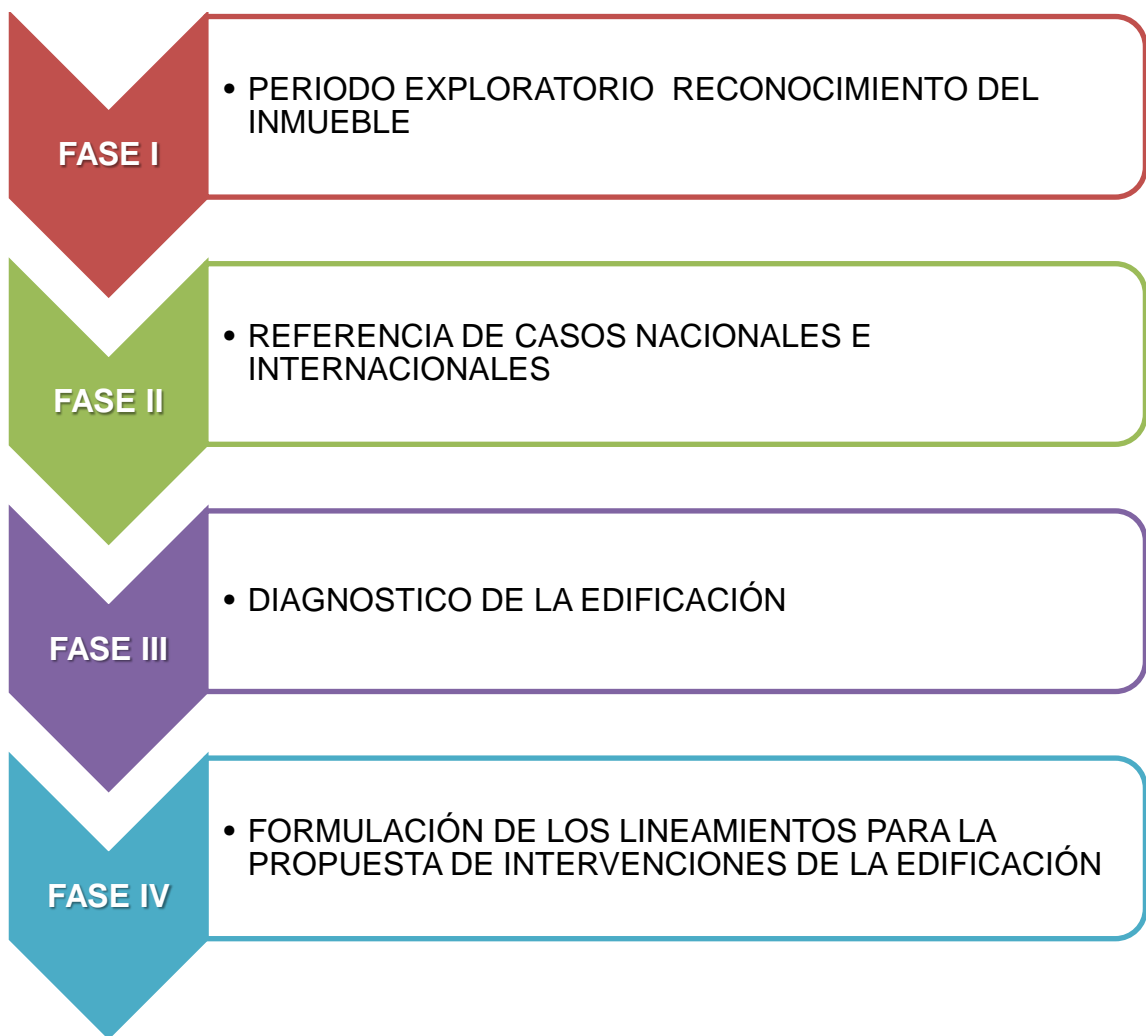 FASE I
• PERIODO EXPLORATORIO  RECONOCIMIENTO DEL
INMUEBLE
FASE II
• REFERENCIA DE CASOS NACIONALES E
INTERNACIONALES
FASE III
• DIAGNOSTICO DE LA EDIFICACIÓN
FASE IV
• FORMULACIÓN DE LOS LINEAMIENTOS PARA LA
PROPUESTA DE INTERVENCIONES DE LA EDIFICACIÓN